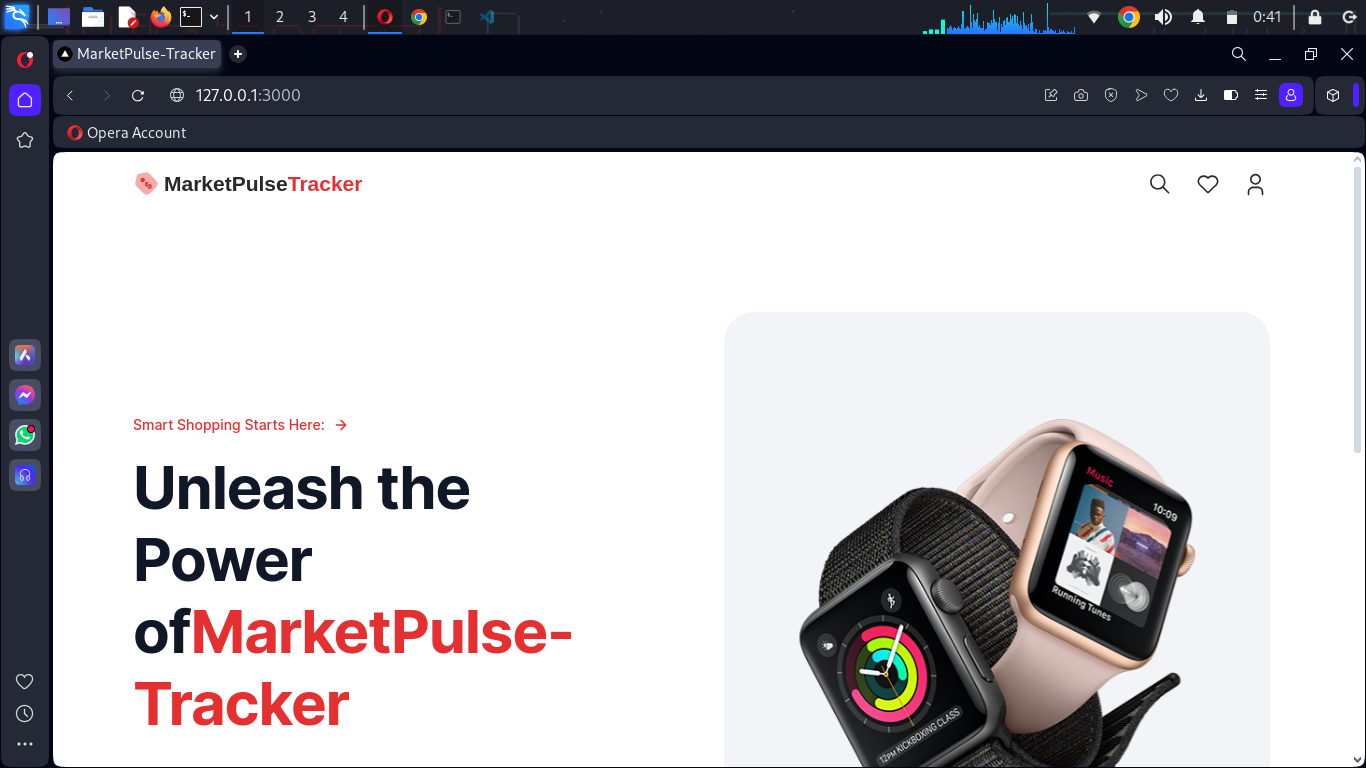 1 2 3 4
0:41
MarketPulse-Tracker
127.0.0.1:3000
Opera Account
MarketPulseTracker
Smart Shopping Starts Here:
Unleash the
Power
ofMarketPulse-
Tracker
Music
10:09
Running Tunes
12PM KICKBOXING CLASS